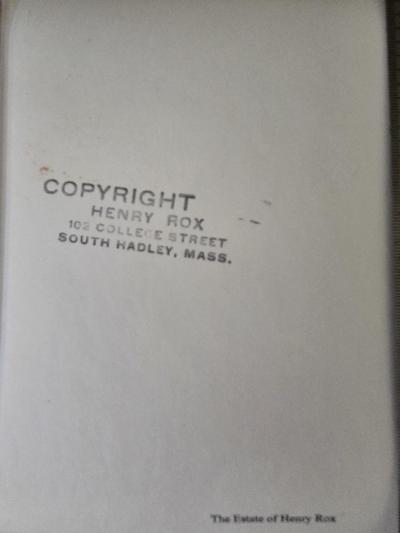 COPYRIGHT
HENRY ROX
102 COLLEGE STREET
SOUTH HADLEY, MASS.
The Estate of Henry Rox